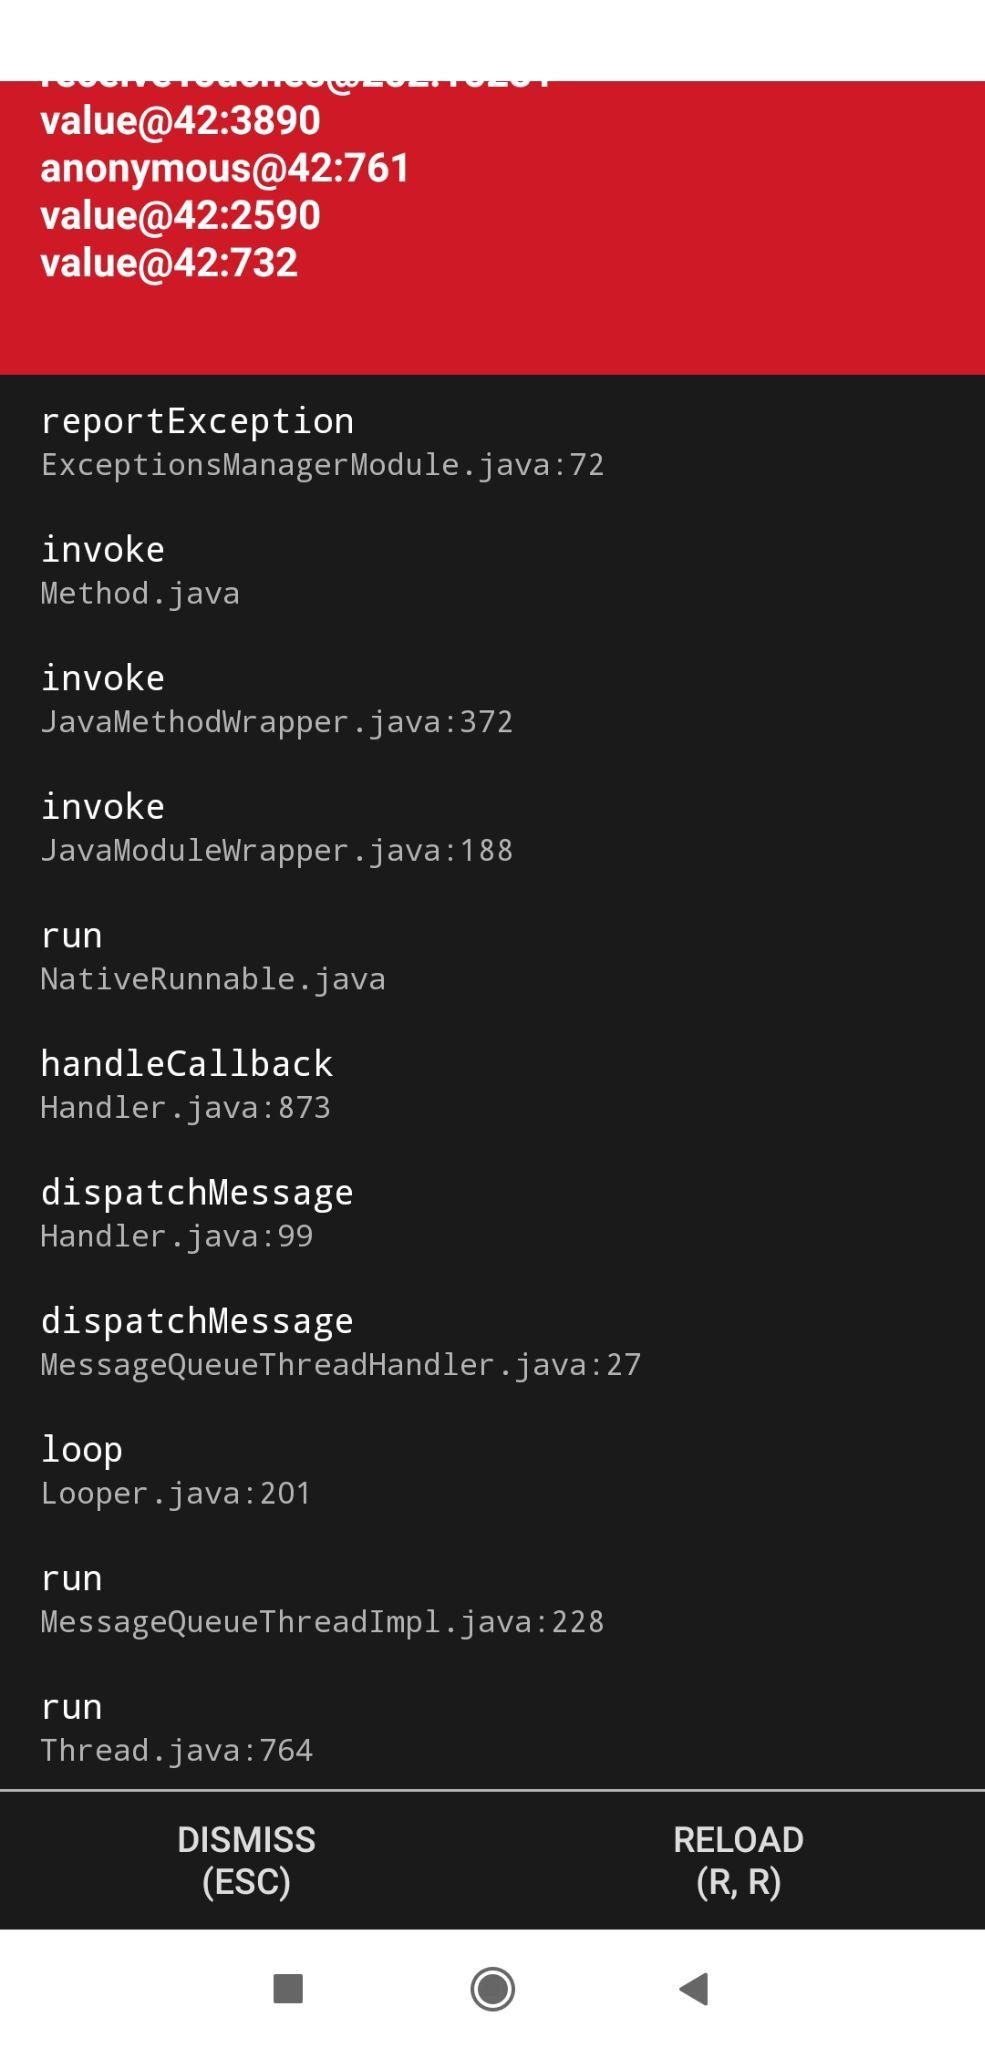 value@42:3890
anonymous@42:761
value@42:2590
value@42:732
reportException
ExceptionsManagerModule.java:72
invoke
Method.java
invoke
JavaMethodWrapper.java:372
invoke
JavaModuleWrapper.java:188
run
NativeRunnable.java
handleCallback
Handler.java:873
dispatchMessage
Handler.java:99
dispatchMessage
MessageQueueThreadHandler.java:27
loop
Looper.java:201
run
MessageQueueThreadImpl.java:228
run
Thread.java:764
DISMISS
(ESC)
RELOAD
(R, R)